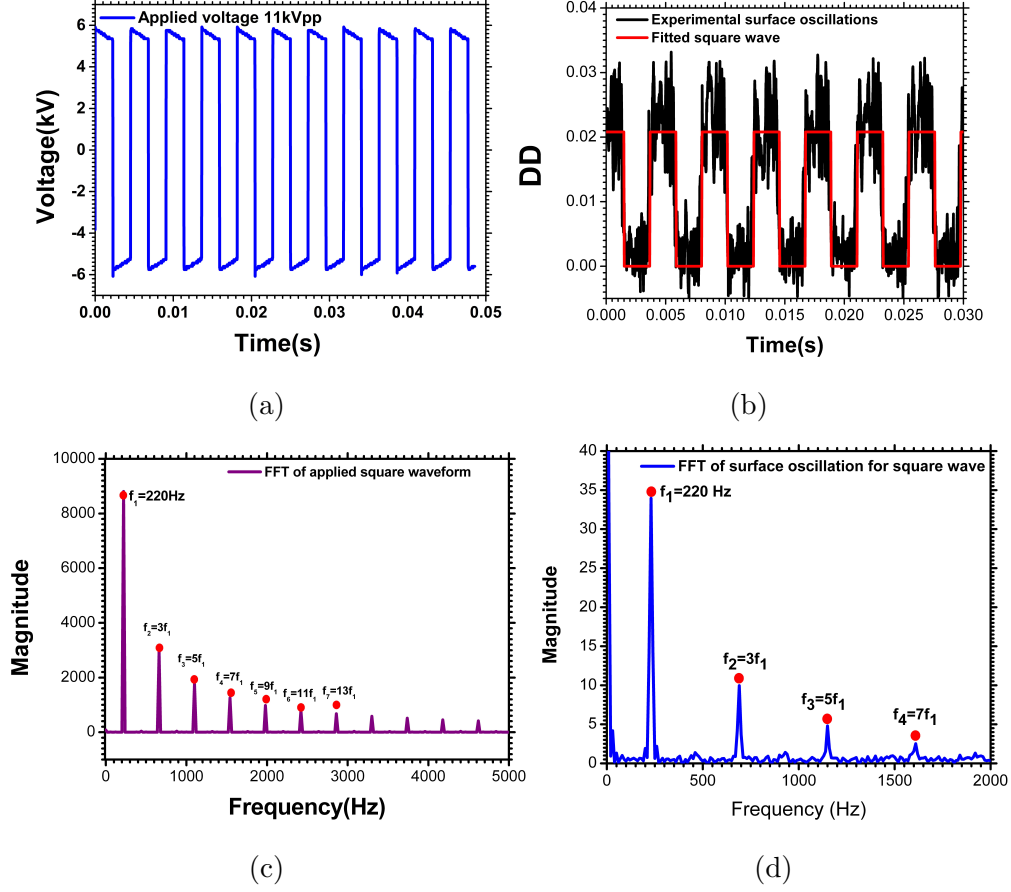 Applied voltage 11kVpp
Voltage(kV)
6
4
2
0
-2
-4
-6
0.00 0.01 0.02 0.03 0.04 0.05
Time(s)
(a)
Experimental surface oscillations
Fitted square wave
DD
0.04
0.03
0.02
0.01
0.00
0.000 0.005 0.010 0.015 0.020 0.025 0.030
Time(s)
(b)
FFT of applied square waveform
Magnitude
10000
8000
6000
4000
2000
0
f1=220Hz
f2=3f1
f3=5f1
f4=7f1
f5=9f1
f6=11f1
f7=13f1
0 1000 2000 3000 4000 5000
Frequency(Hz)
(c)
FFT of surface oscillation for square wave
Magnitude
40
35
30
25
20
15
10
5
0
f1=220 Hz
f2=3f1
f3=5f1
f4=7f1
0 500 1000 1500 2000
Frequency (Hz)
(d)